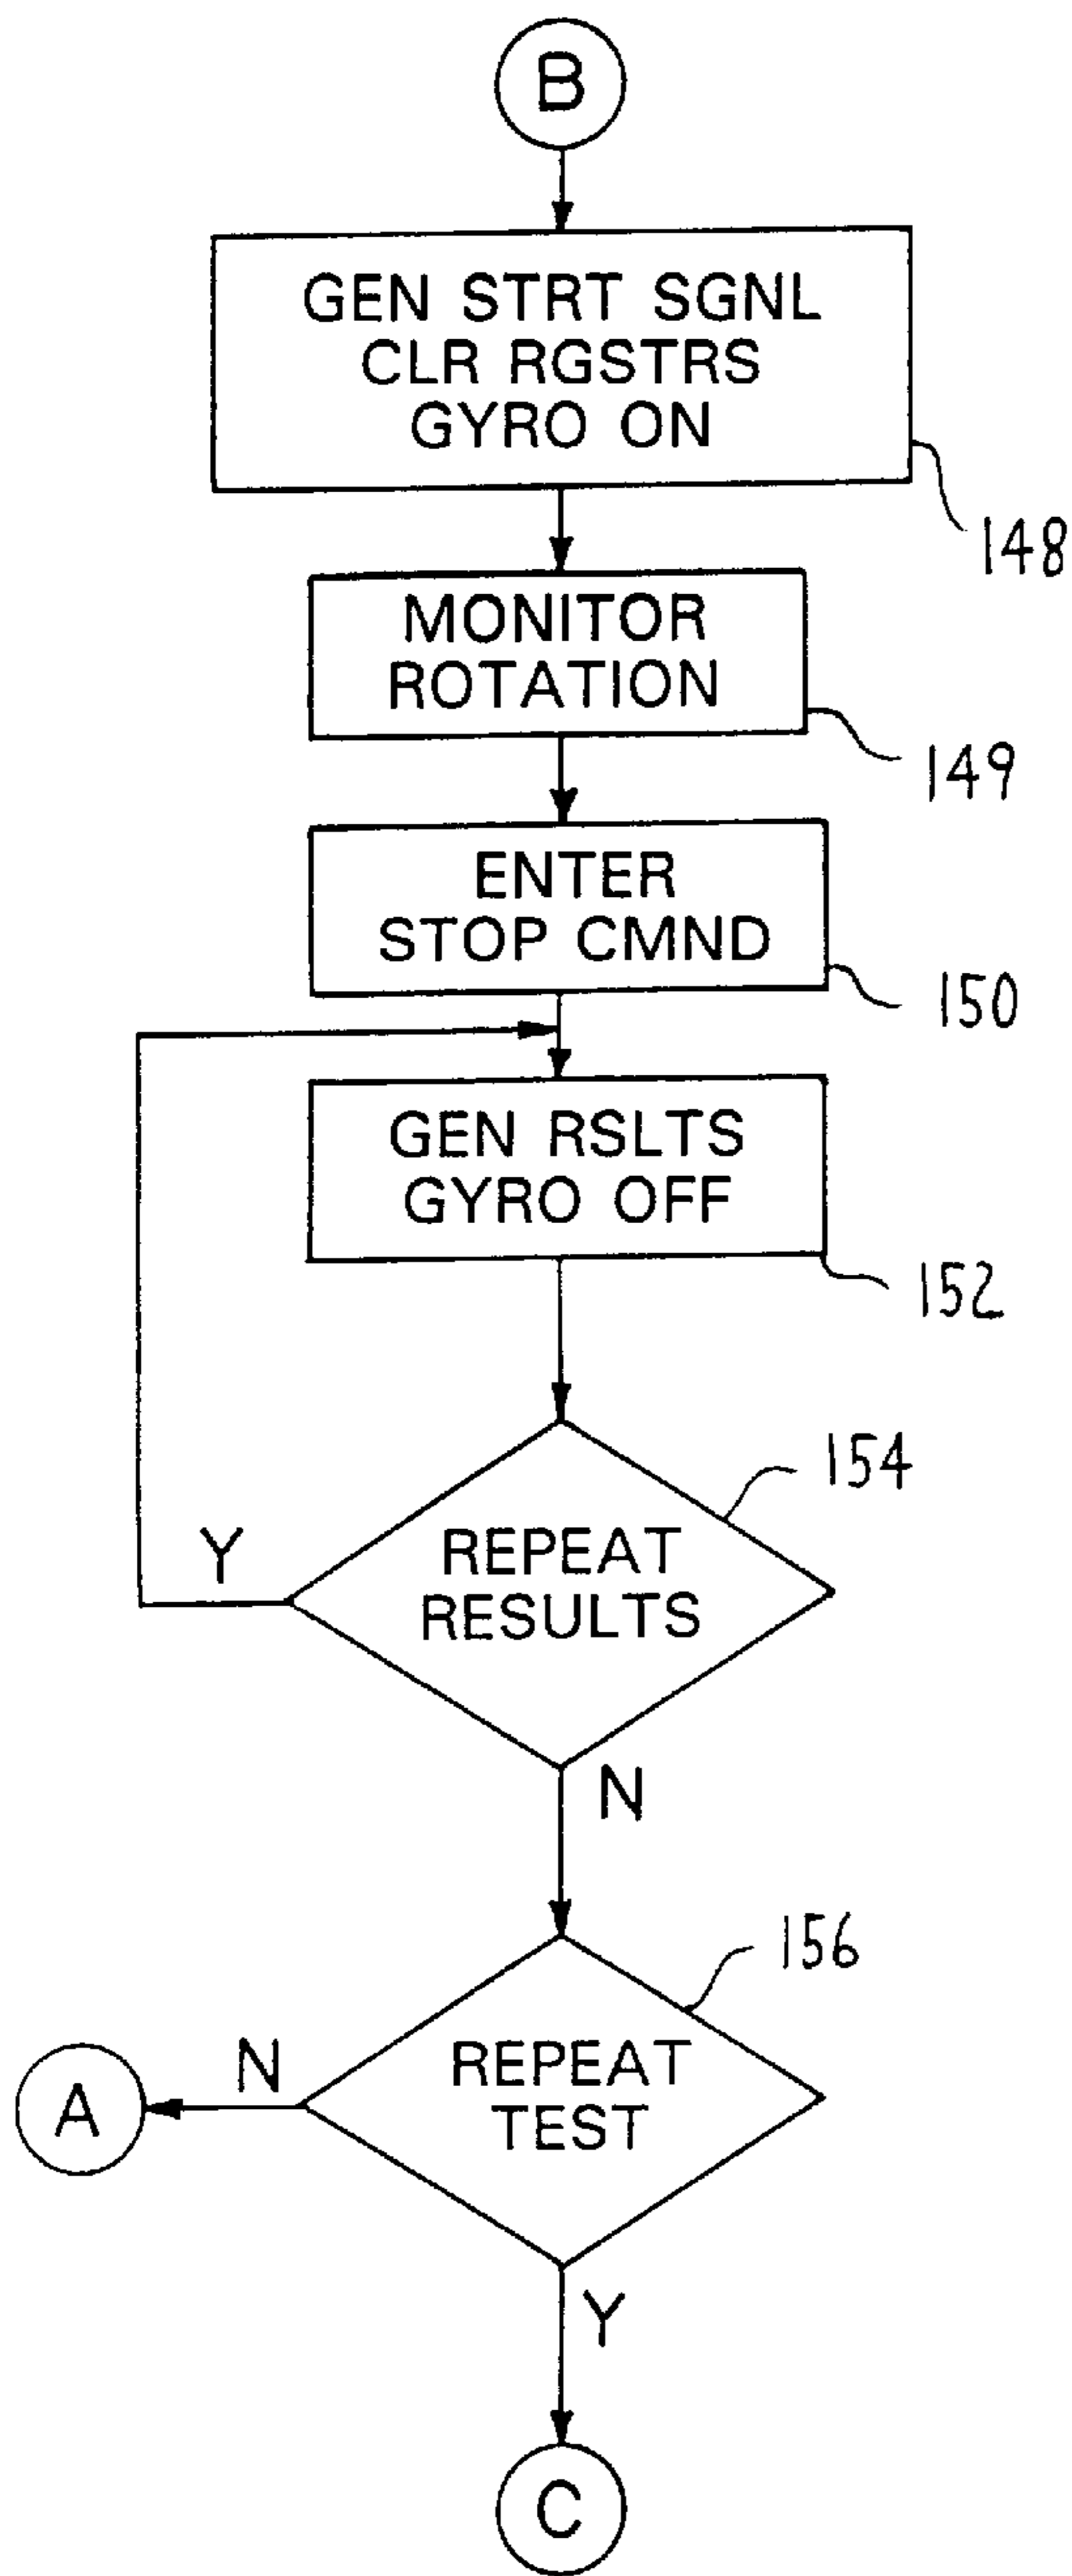 B
GEN STRT SGNL
CLR RGSTRS
GYRO ON
148
MONITOR
ROTATION
149
ENTER
STOP CMND
150
GEN RSLTS
GYRO OFF
152
154
REPEAT
RESULTS
Y
N
156
REPEAT
TEST
N
A
Y
C